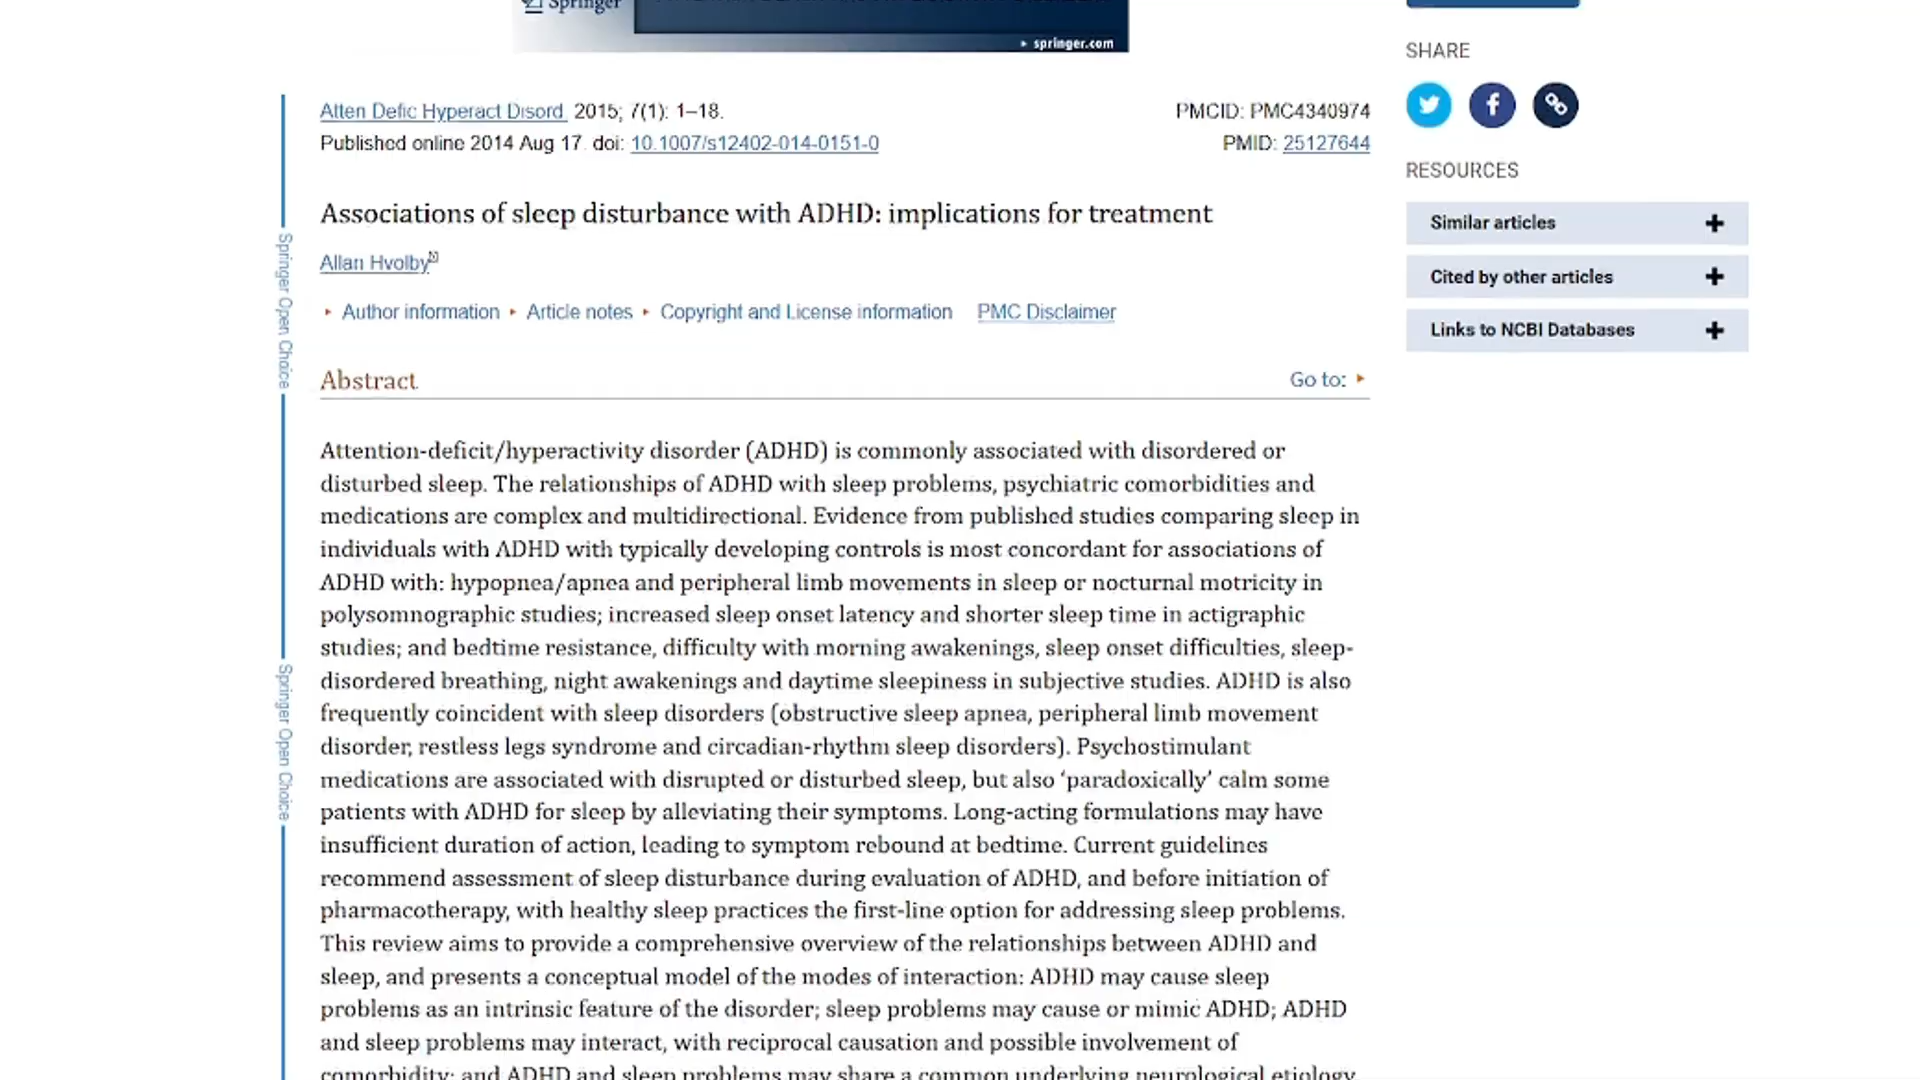 Springer
springer.com
Atten Defic Hyperact Disord. 2015; 7(1): 1–18.
Published online 2014 Aug 17. doi: 10.1007/s12402-014-0151-0
PMCID: PMC4340974
PMID: 25127644
Associations of sleep disturbance with ADHD: implications for treatment
Allan Hvolby
Author information Article notes Copyright and License information PMC Disclaimer
Abstract
Go to:
Attention-deficit/hyperactivity disorder (ADHD) is commonly associated with disordered or
disturbed sleep. The relationships of ADHD with sleep problems, psychiatric comorbidities and
medications are complex and multidirectional. Evidence from published studies comparing sleep in
individuals with ADHD with typically developing controls is most concordant for associations of
ADHD with: hypopnea/apnea and peripheral limb movements in sleep or nocturnal motricity in
polysomnographic studies; increased sleep onset latency and shorter sleep time in actigraphic
studies; and bedtime resistance, difficulty with morning awakenings, sleep onset difficulties, sleep-
disordered breathing, night awakenings and daytime sleepiness in subjective studies. ADHD is also
frequently coincident with sleep disorders (obstructive sleep apnea, peripheral limb movement
disorder, restless legs syndrome and circadian-rhythm sleep disorders). Psychostimulant
medications are associated with disrupted or disturbed sleep, but also ‘paradoxically’ calm some
patients with ADHD for sleep by alleviating their symptoms. Long-acting formulations may have
insufficient duration of action, leading to symptom rebound at bedtime. Current guidelines
recommend assessment of sleep disturbance during evaluation of ADHD, and before initiation of
pharmacotherapy, with healthy sleep practices the first-line option for addressing sleep problems.
This review aims to provide a comprehensive overview of the relationships between ADHD and
sleep, and presents a conceptual model of the modes of interaction: ADHD may cause sleep
problems as an intrinsic feature of the disorder; sleep problems may cause or mimic ADHD; ADHD
and sleep problems may interact, with reciprocal causation and possible involvement of
comorbidity; and ADHD and sleep problems may share a common underlying neurological etiology.
Springer Open Choice
Springer Open Choice
SHARE
RESOURCES
Similar articles
Cited by other articles
Links to NCBI Databases